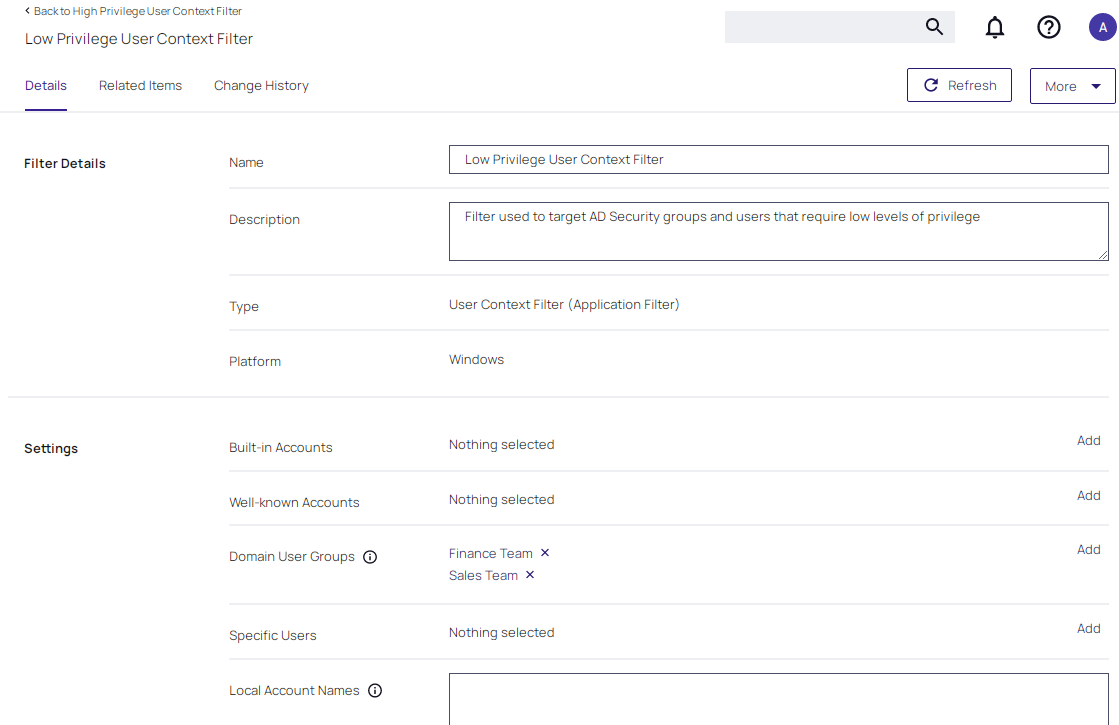 Back to High Privilege User Context Filter
Low Privilege User Context Filter
A
Details Related Items Change History
Refresh
More
Filter Details
Name
Low Privilege User Context Filter
Description
Filter used to target AD Security groups and users that require low levels of privilege
Type
User Context Filter (Application Filter)
Platform
Windows
Settings
Built-in Accounts
Nothing selected
Add
Well-known Accounts
Nothing selected
Add
Domain User Groups
Finance Team
Sales Team
Add
Specific Users
Nothing selected
Add
Local Account Names